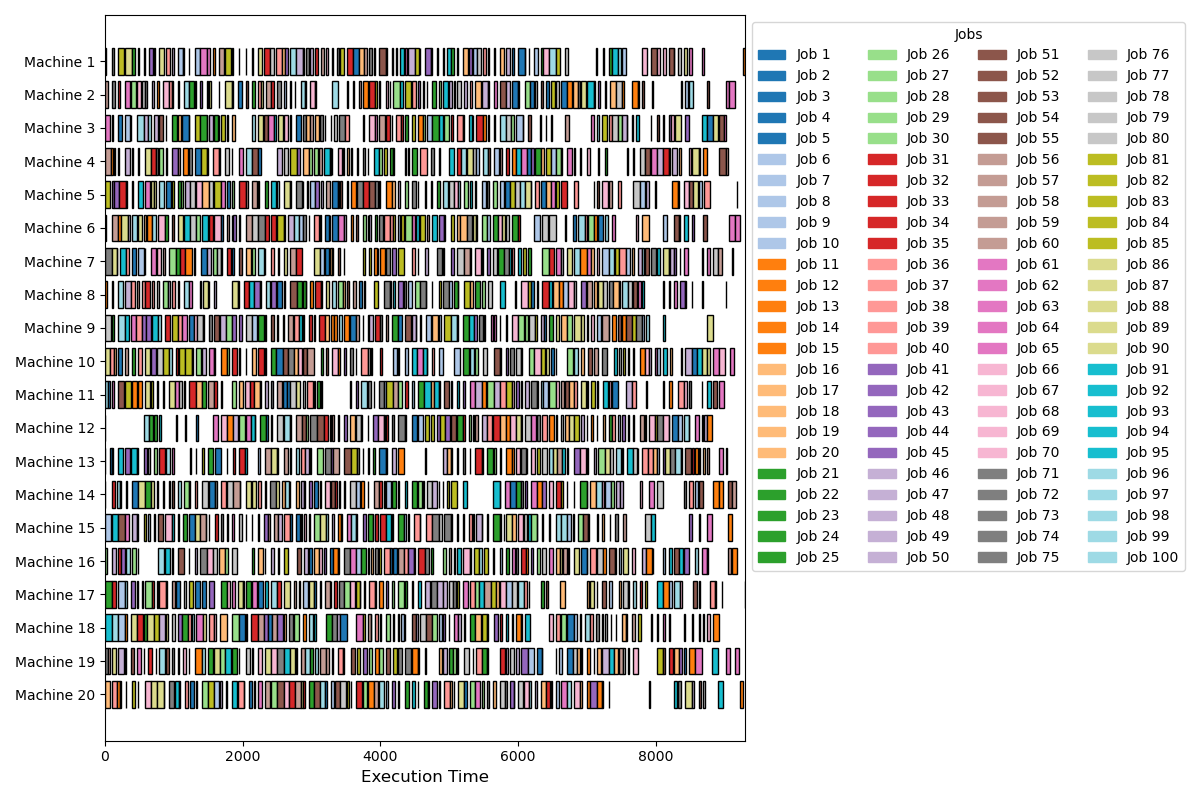 Machine 1
Machine 2
Machine 3
Machine 4
Machine 5
Machine 6
Machine 7
Machine 8
Machine 9
Machine 10
Machine 11
Machine 12
Machine 13
Machine 14
Machine 15
Machine 16
Machine 17
Machine 18
Machine 19
Machine 20
0 2000 4000 6000 8000
Execution Time
Jobs
Job 1 Job 26 Job 51 Job 76
Job 2 Job 27 Job 52 Job 77
Job 3 Job 28 Job 53 Job 78
Job 4 Job 29 Job 54 Job 79
Job 5 Job 30 Job 55 Job 80
Job 6 Job 31 Job 56 Job 81
Job 7 Job 32 Job 57 Job 82
Job 8 Job 33 Job 58 Job 83
Job 9 Job 34 Job 59 Job 84
Job 10 Job 35 Job 60 Job 85
Job 11 Job 36 Job 61 Job 86
Job 12 Job 37 Job 62 Job 87
Job 13 Job 38 Job 63 Job 88
Job 14 Job 39 Job 64 Job 89
Job 15 Job 40 Job 65 Job 90
Job 16 Job 41 Job 66 Job 91
Job 17 Job 42 Job 67 Job 92
Job 18 Job 43 Job 68 Job 93
Job 19 Job 44 Job 69 Job 94
Job 20 Job 45 Job 70 Job 95
Job 21 Job 46 Job 71 Job 96
Job 22 Job 47 Job 72 Job 97
Job 23 Job 48 Job 73 Job 98
Job 24 Job 49 Job 74 Job 99
Job 25 Job 50 Job 75 Job 100